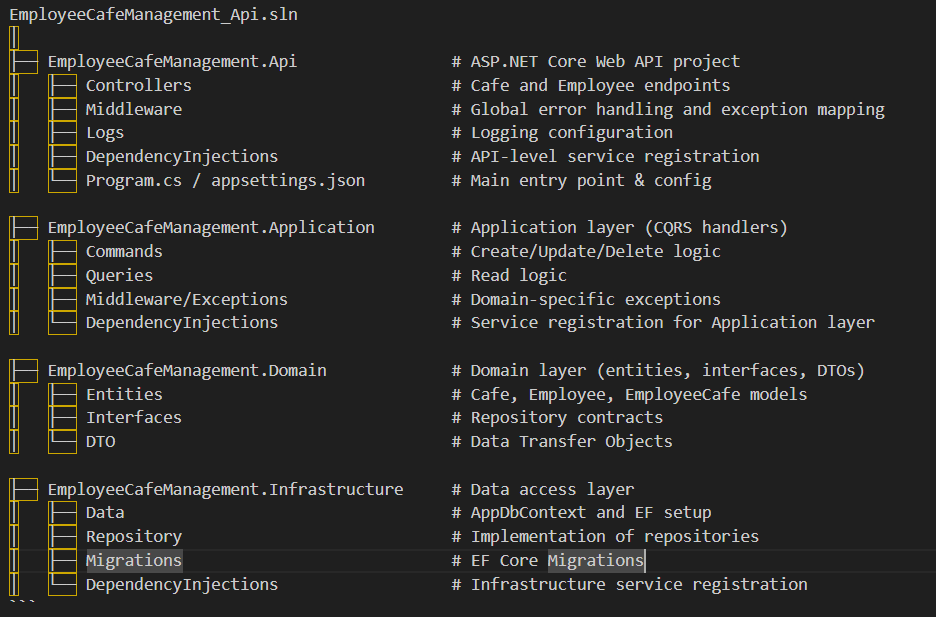 EmployeeCafeManagement_Api.sln
│
├── EmployeeCafeManagement.Api                # ASP.NET Core Web API project
│   ├── Controllers                           # Cafe and Employee endpoints
│   ├── Middleware                            # Global error handling and exception mapping
│   ├── Logs                                  # Logging configuration
│   ├── DependencyInjections                  # API-level service registration
│   └── Program.cs / appsettings.json         # Main entry point & config

├── EmployeeCafeManagement.Application        # Application layer (CQRS handlers)
│   ├── Commands                              # Create/Update/Delete logic
│   ├── Queries                               # Read logic
│   ├── Middleware/Exceptions                 # Domain-specific exceptions
│   └── DependencyInjections                  # Service registration for Application layer

├── EmployeeCafeManagement.Domain             # Domain layer (entities, interfaces, DTOs)
│   ├── Entities                              # Cafe, Employee, EmployeeCafe models
│   ├── Interfaces                            # Repository contracts
│   └── DTO                                   # Data Transfer Objects

├── EmployeeCafeManagement.Infrastructure     # Data access layer
│   ├── Data                                  # AppDbContext and EF setup
│   ├── Repository                            # Implementation of repositories
│   ├── Migrations                            # EF Core Migrations
│   └── DependencyInjections                  # Infrastructure service registration
```